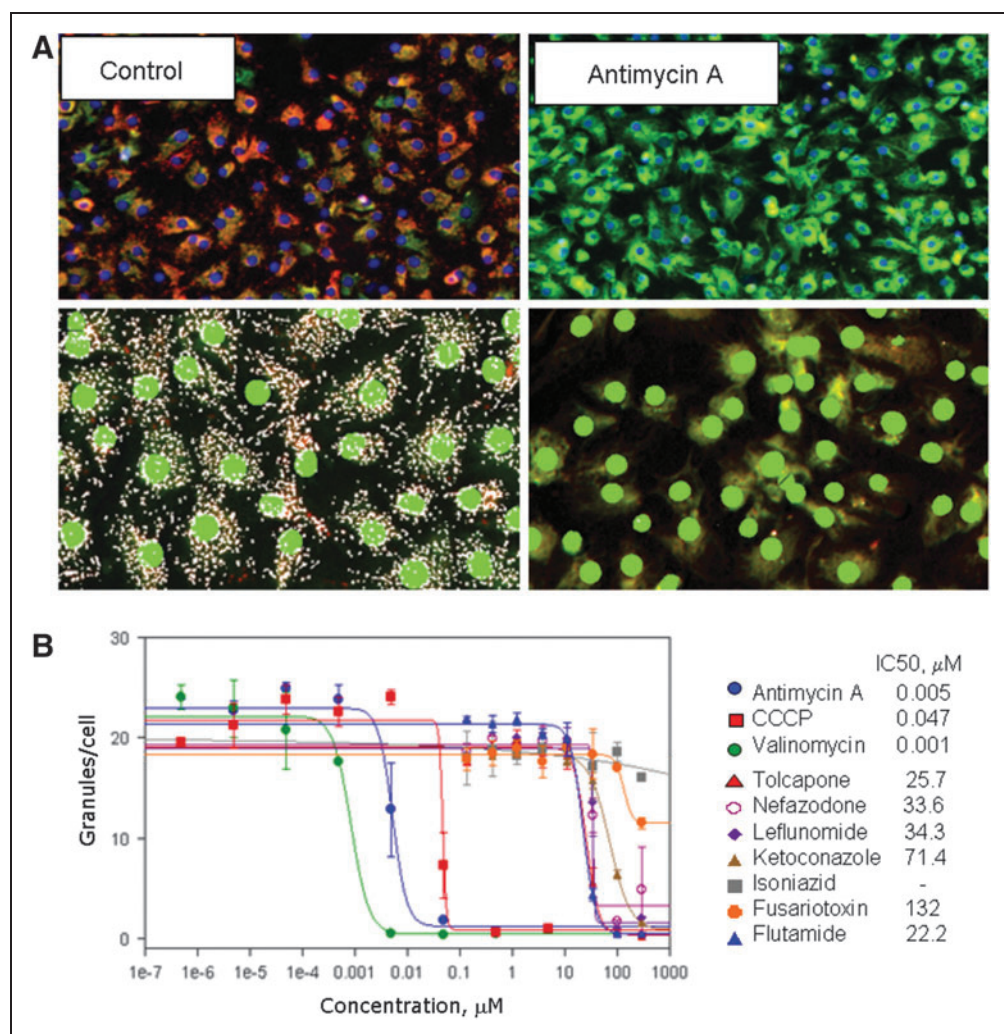 A
Control
Antimycin A
B
30
20
10
0
Granules/cell
1e-7
1e-6
1e-5
1e-4
0.001
0.01
0.1
1
10
100
1000
Concentration, μM
IC50, μM
Antimycin A 0.005
CCCP 0.047
Valinomycin 0.001
Tolcapone 25.7
Nefazodone 33.6
Leflunomide 34.3
Ketoconazole 71.4
Isoniazid -
Fusariotoxin 132
Flutamide 22.2